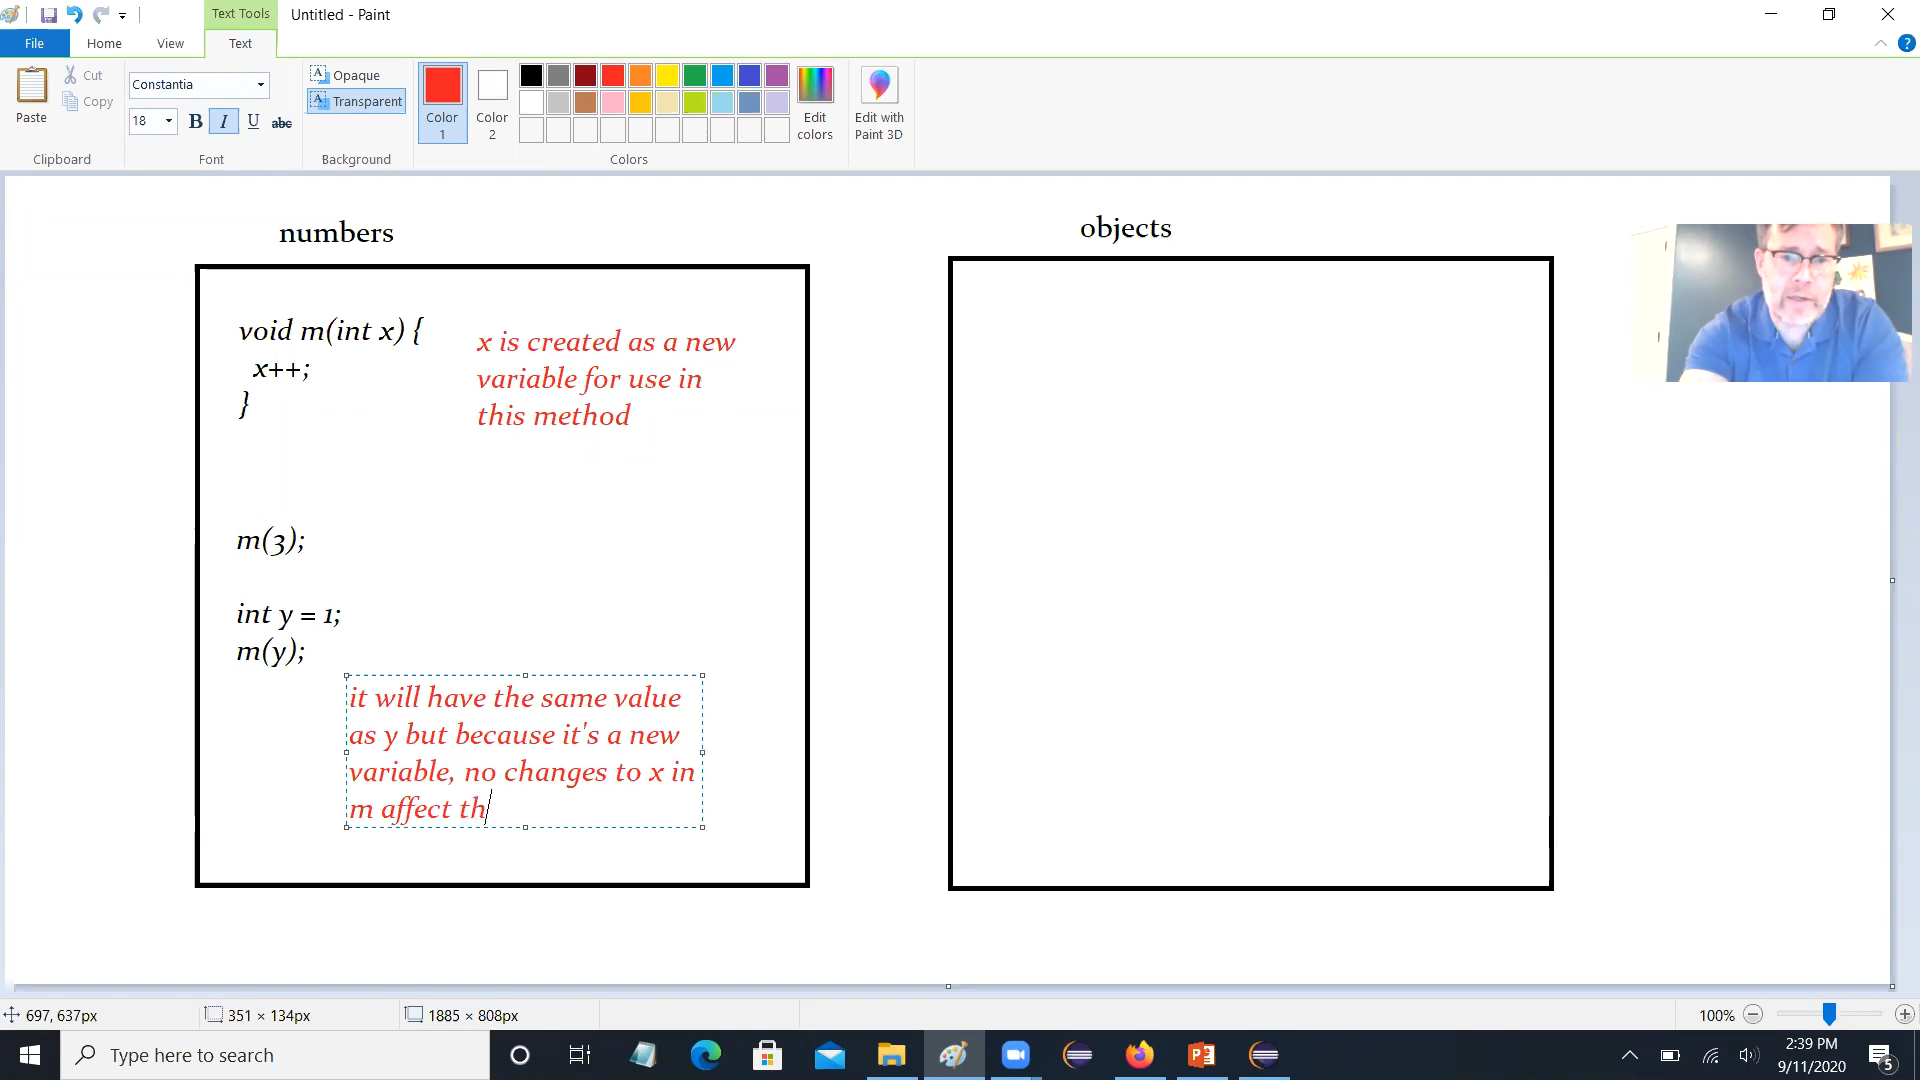 Text Tools
Untitled - Paint
File
Home
View
Text
Paste
Cut
Copy
Clipboard
Constantia
18
B I U abc
Font
Opaque
Transparent
Background
Color 1
Color 2
Edit colors
Colors
Edit with Paint 3D
numbers
objects
void m(int x) {
x++;
}
x is created as a new
variable for use in
this method
m(3);
int y = 1;
m(y);
it will have the same value
as y but because it's a new
variable, no changes to x in
m affect th
697, 637px
351 × 134px
1885 × 808px
100%
Type here to search
2:39 PM
9/11/2020
5